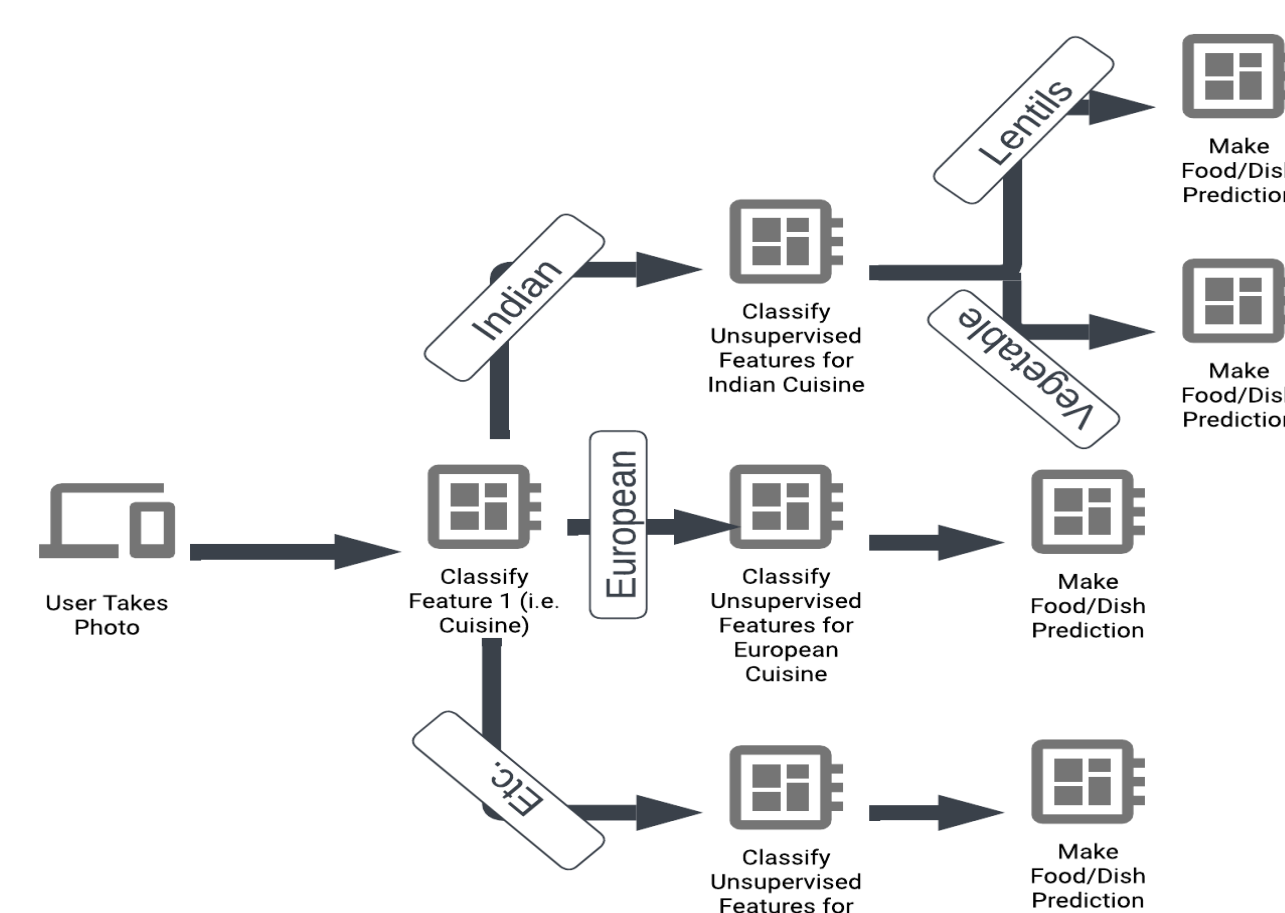 Lentils
Make
Food/Dish
Prediction
Indian
Classify
Unsupervised
Features for
Indian Cuisine
Vegetable
Make
Food/Dish
Prediction
User Takes
Photo
Classify
Feature 1 (i.e.
Cuisine)
European
Classify
Unsupervised
Features for
European
Cuisine
Make
Food/Dish
Prediction
Etc.
Classify
Unsupervised
Features for
Make
Food/Dish
Prediction